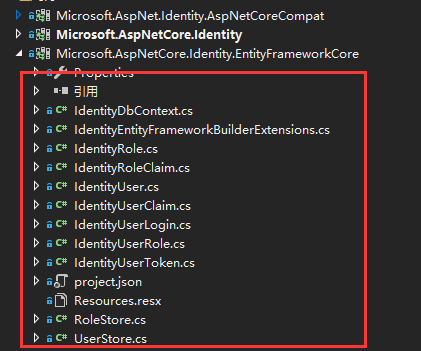 Microsoft.AspNet.Identity.AspNetCoreCompat
Microsoft.AspNetCore.Identity
Microsoft.AspNetCore.Identity.EntityFrameworkCore
Properties
引用
C# IdentityDbContext.cs
C# IdentityEntityFrameworkBuilderExtensions.cs
C# IdentityRole.cs
C# IdentityRoleClaim.cs
C# IdentityUser.cs
C# IdentityUserClaim.cs
C# IdentityUserLogin.cs
C# IdentityUserRole.cs
C# IdentityUserToken.cs
project.json
Resources.resx
C# RoleStore.cs
C# UserStore.cs